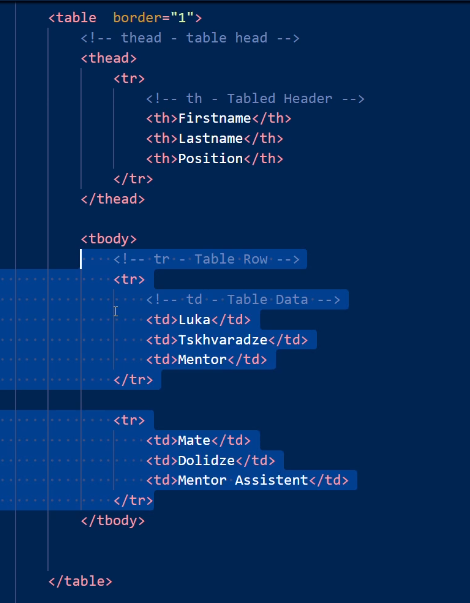 <table  border="1">
<!-- thead - table head -->
<thead>
<tr>
<!-- th - Tabled Header -->
<th>Firstname</th>
<th>Lastname</th>
<th>Position</th>
</tr>
</thead>
<tbody>
<!-- tr - Table Row -->
<tr>
<!-- td - Table Data -->
<td>Luka</td>
<td>Tskhvaradze</td>
<td>Mentor</td>
</tr>
<tr>
<td>Mate</td>
<td>Dolidze</td>
<td>Mentor Assistent</td>
</tr>
</tbody>
</table>